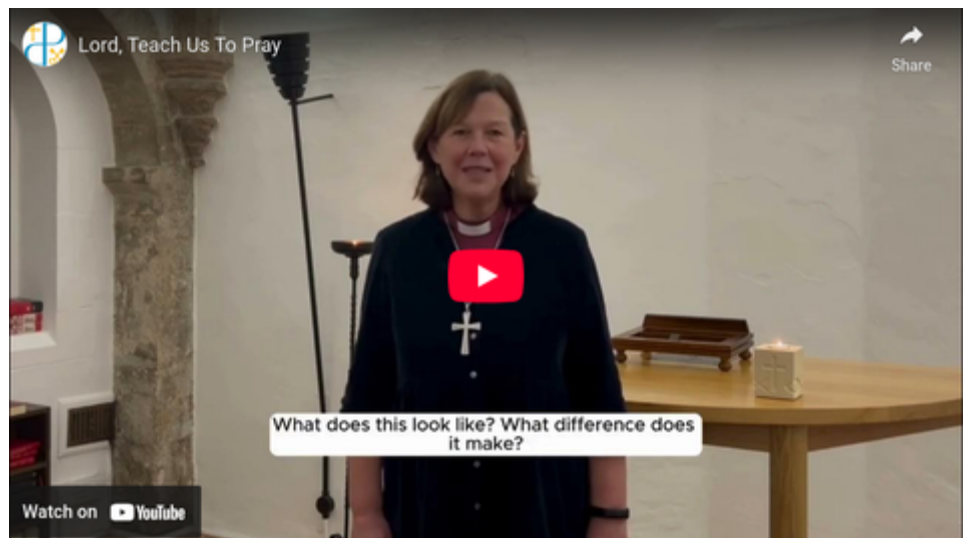 Lord, Teach Us To Pray
Share
What does this look like? What difference does
it make?
Watch on YouTube